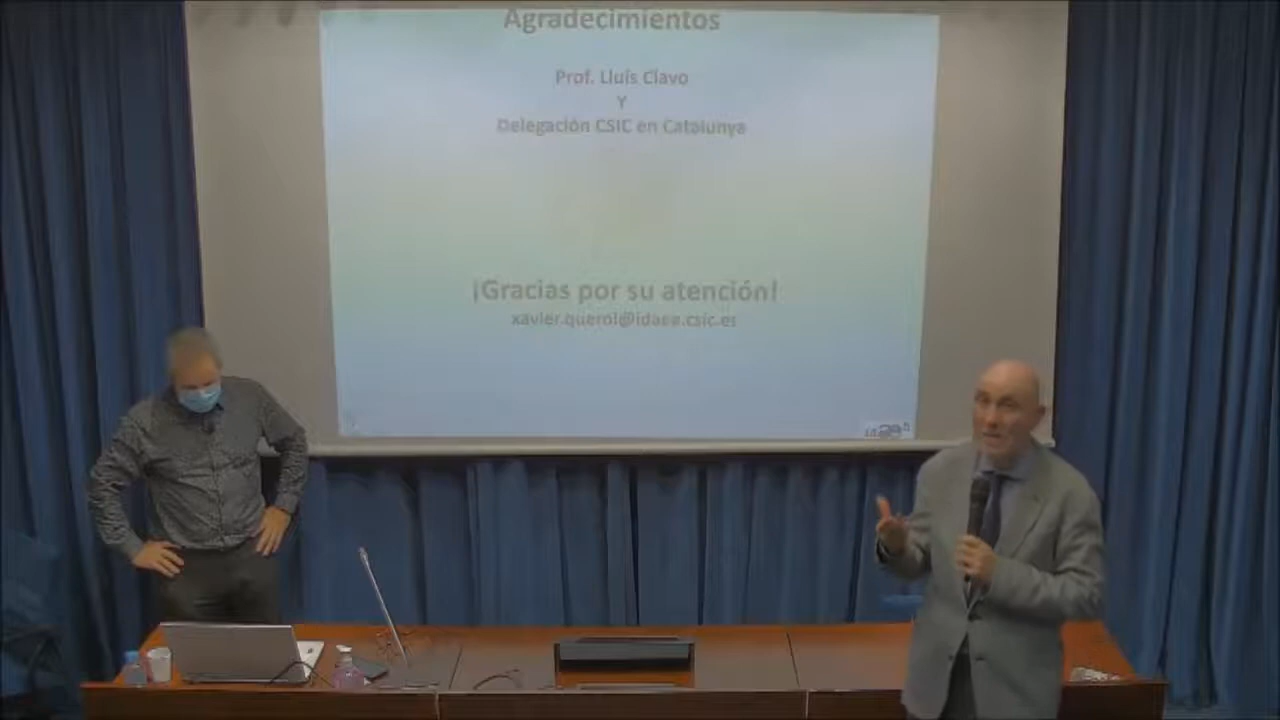 Agradecimientos
Prof. Lluís Clavo
Y
Delegación CSIC en Catalunya
¡Gracias por su atención!
xavier.querol@idaea.csic.es